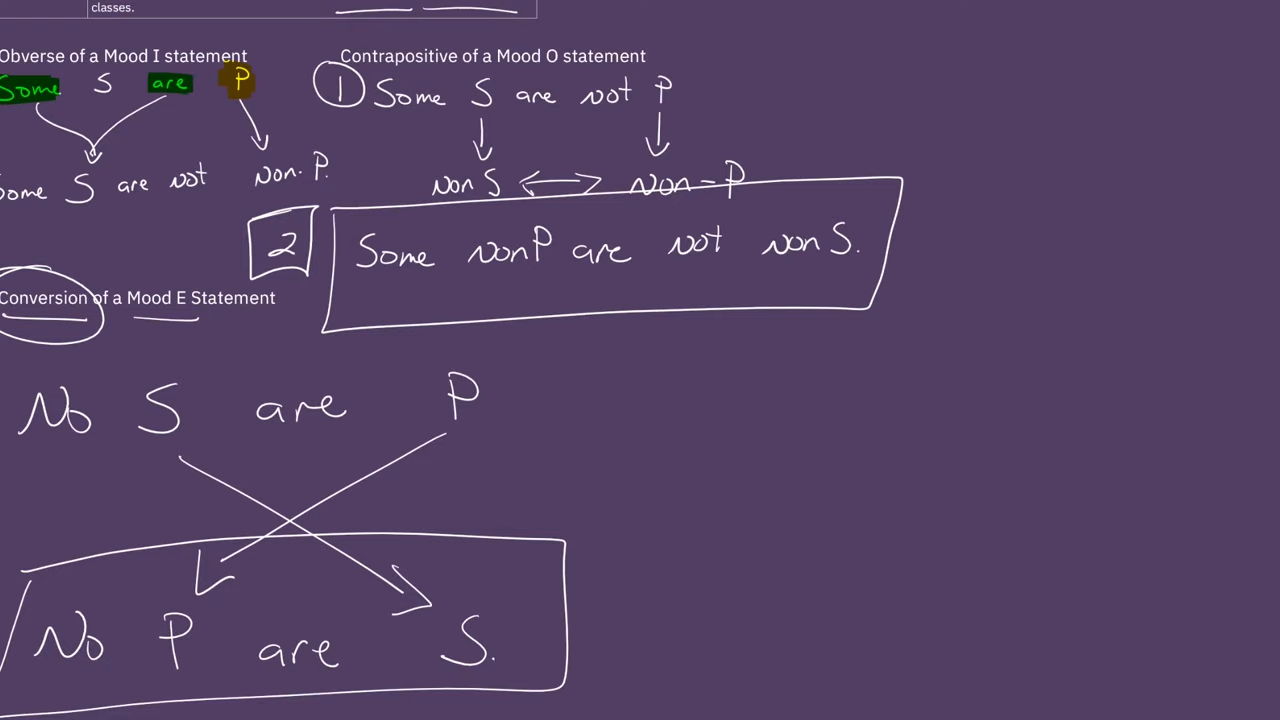 classes.
Obverse of a Mood I statement
Some S are P
Some S are not Non-P.
Contrapositive of a Mood O statement
1 Some S are not P
Non S Non-P
2 Some NonP are not non S.
Conversion of a Mood E Statement
No S are P
No P are S.